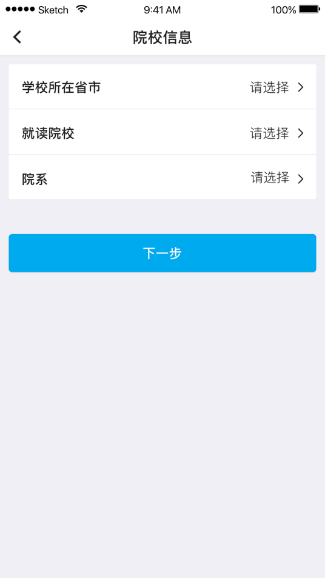 Sketch 9:41 AM 100%
院校信息
学校所在省市 请选择
就读院校 请选择
院系 请选择
下一步